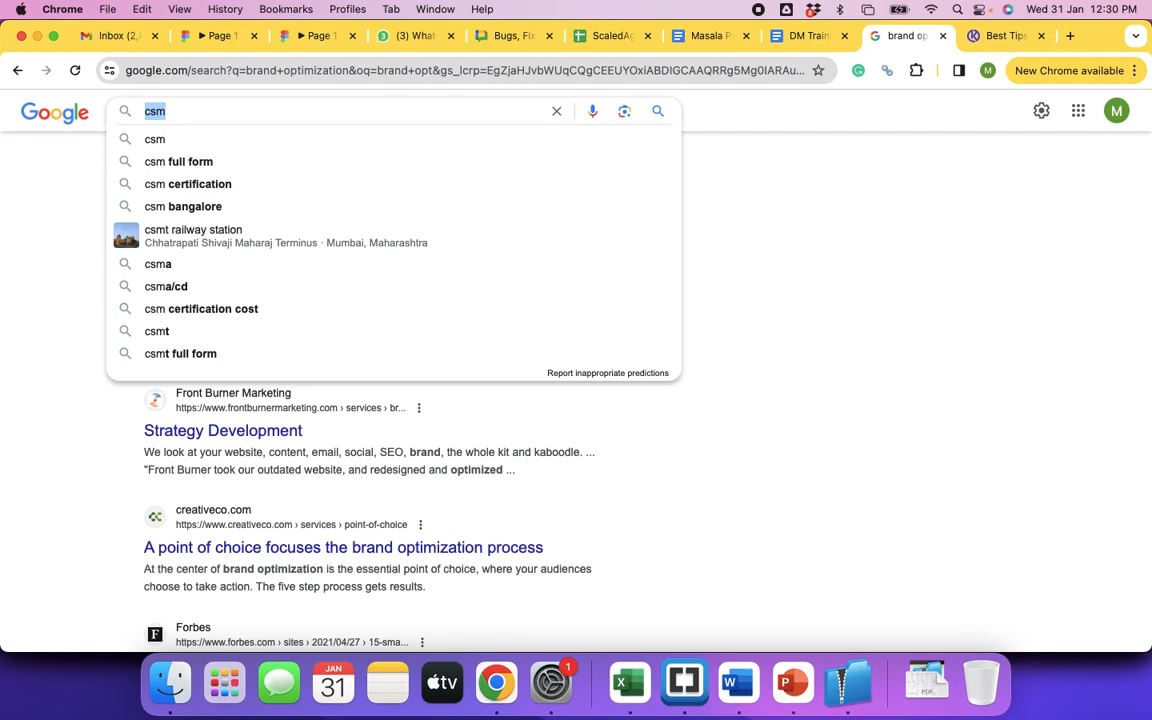 Chrome File Edit View History Bookmarks Profiles Tab Window Help 8 Wed 31 Jan 12:30 PM
Inbox (2, Page 1 Page 1 3 (3) What Bugs, Fix ScaledAg Masala P DM Train brand op Best Tips
google.com/search?q=brand+optimization&oq=brand+opt&gs_lcrp=EgZjaHJvbWUqCQgCEEUYOxiABDIGCAAQRRg5Mg0IARAu... M New Chrome available
Google csm M
csm
csm full form
csm certification
csm bangalore
csmt railway station
Chhatrapati Shivaji Maharaj Terminus · Mumbai, Maharashtra
csma
csma/cd
csm certification cost
csmt
csmt full form
Report inappropriate predictions
Front Burner Marketing
https://www.frontburnermarketing.com › services › br...
Strategy Development
We look at your website, content, email, social, SEO, brand, the whole kit and kaboodle. ...
"Front Burner took our outdated website, and redesigned and optimized ...
creativeco.com
https://www.creativeco.com › services › point-of-choice
A point of choice focuses the brand optimization process
At the center of brand optimization is the essential point of choice, where your audiences
choose to take action. The five step process gets results.
F Forbes
https://www.forbes.com › sites › 2021/04/27 › 15-sma...
JAN
31 tv 1 X W P PDF